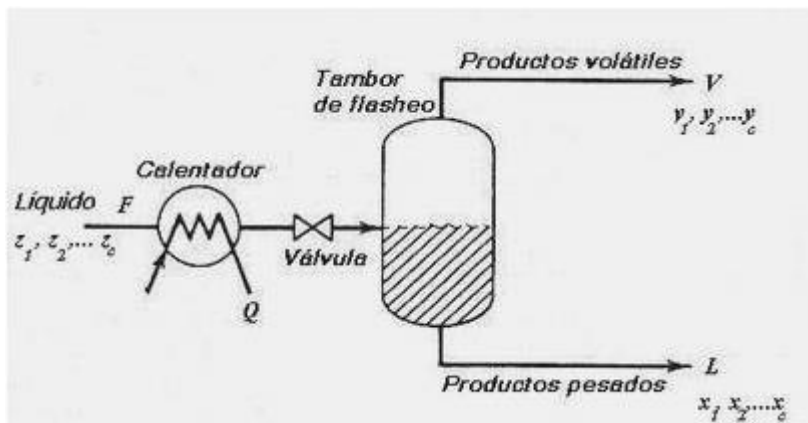 Productos volátiles
V
y1, y2,...yc
Tambor
de flasheo
Calentador
Líquido F
z1, z2,... zc
Válvula
Q
Productos pesados
L
x1 x2,....xc